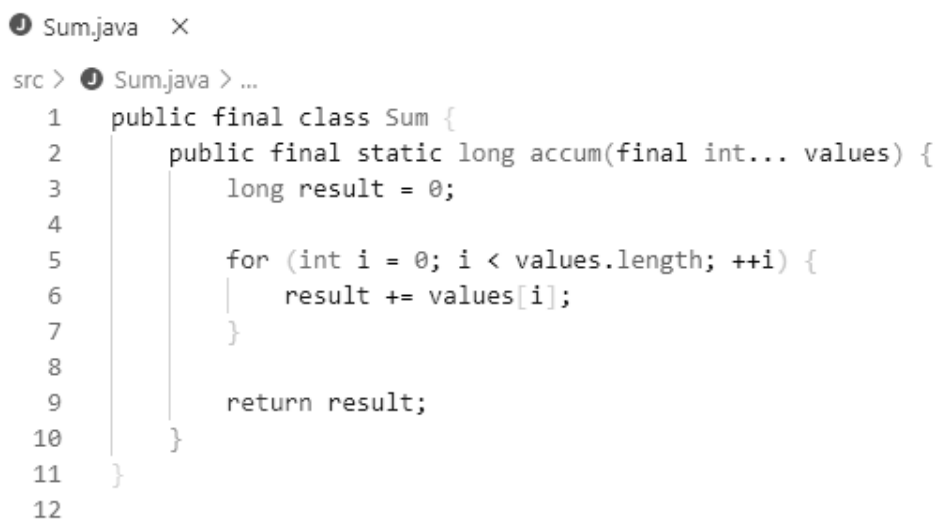 Sum.java ×
src > Sum.java > ...
1 public final class Sum {
2 public final static long accum(final int... values) {
3 long result = 0;
4
5 for (int i = 0; i < values.length; ++i) {
6 result += values[i];
7 }
8
9 return result;
10 }
11 }
12